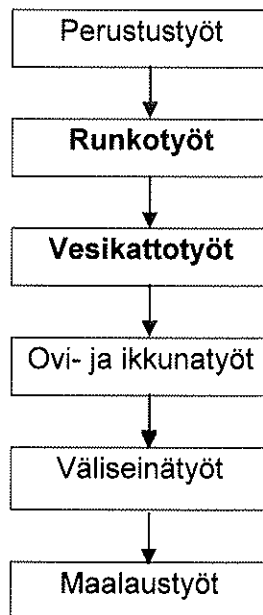 Perustustyöt
Runkotyöt
Vesikattotyöt
Ovi- ja ikkunatyöt
Väliseinätyöt
Maalaustyöt